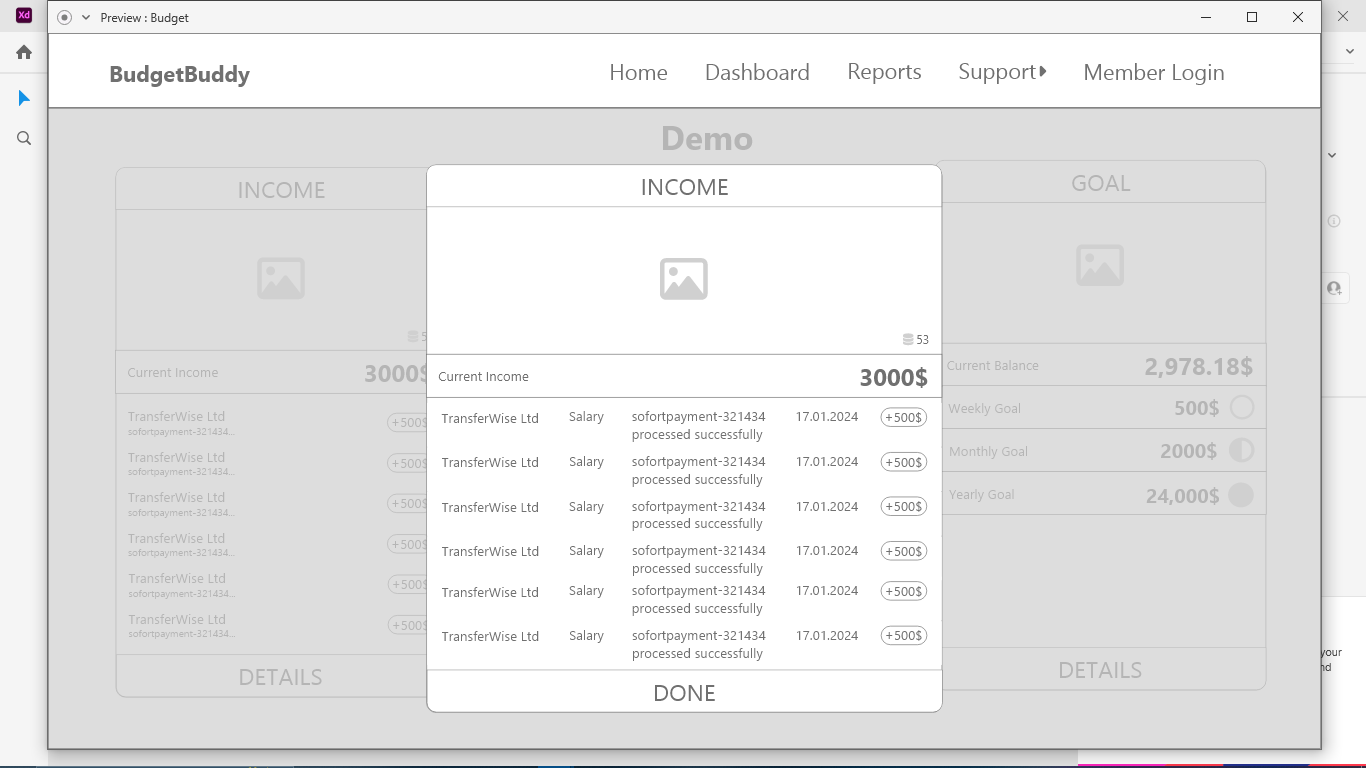 Xd
Preview : Budget
BudgetBuddy
Home
Dashboard
Reports
Support
Member Login
Demo
INCOME
5
Current Income
3000$
TransferWise Ltd
sofortpayment-321434...
+500$
TransferWise Ltd
sofortpayment-321434...
+500$
TransferWise Ltd
sofortpayment-321434...
+500$
TransferWise Ltd
sofortpayment-321434...
+500$
TransferWise Ltd
sofortpayment-321434...
+500$
TransferWise Ltd
sofortpayment-321434...
+500$
DETAILS
INCOME
53
Current Income
3000$
TransferWise Ltd Salary sofortpayment-321434 17.01.2024 +500$
processed successfully
TransferWise Ltd Salary sofortpayment-321434 17.01.2024 +500$
processed successfully
TransferWise Ltd Salary sofortpayment-321434 17.01.2024 +500$
processed successfully
TransferWise Ltd Salary sofortpayment-321434 17.01.2024 +500$
processed successfully
TransferWise Ltd Salary sofortpayment-321434 17.01.2024 +500$
processed successfully
TransferWise Ltd Salary sofortpayment-321434 17.01.2024 +500$
processed successfully
DONE
GOAL
Current Balance 2,978.18$
Weekly Goal 500$
Monthly Goal 2000$
Yearly Goal 24,000$
DETAILS
your